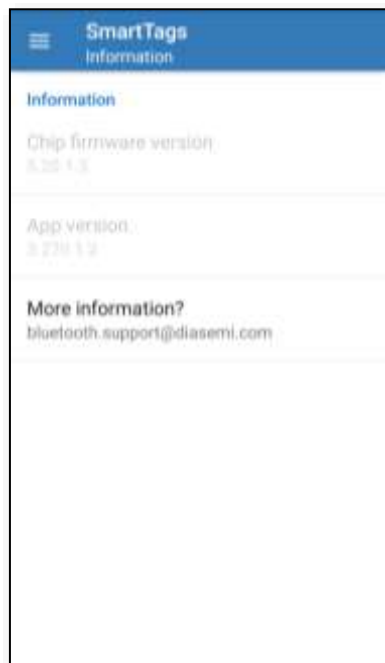 SmartTags
Information
Information
Chip firmware version
App version
More information?
bluetooth.support@diasemi.com